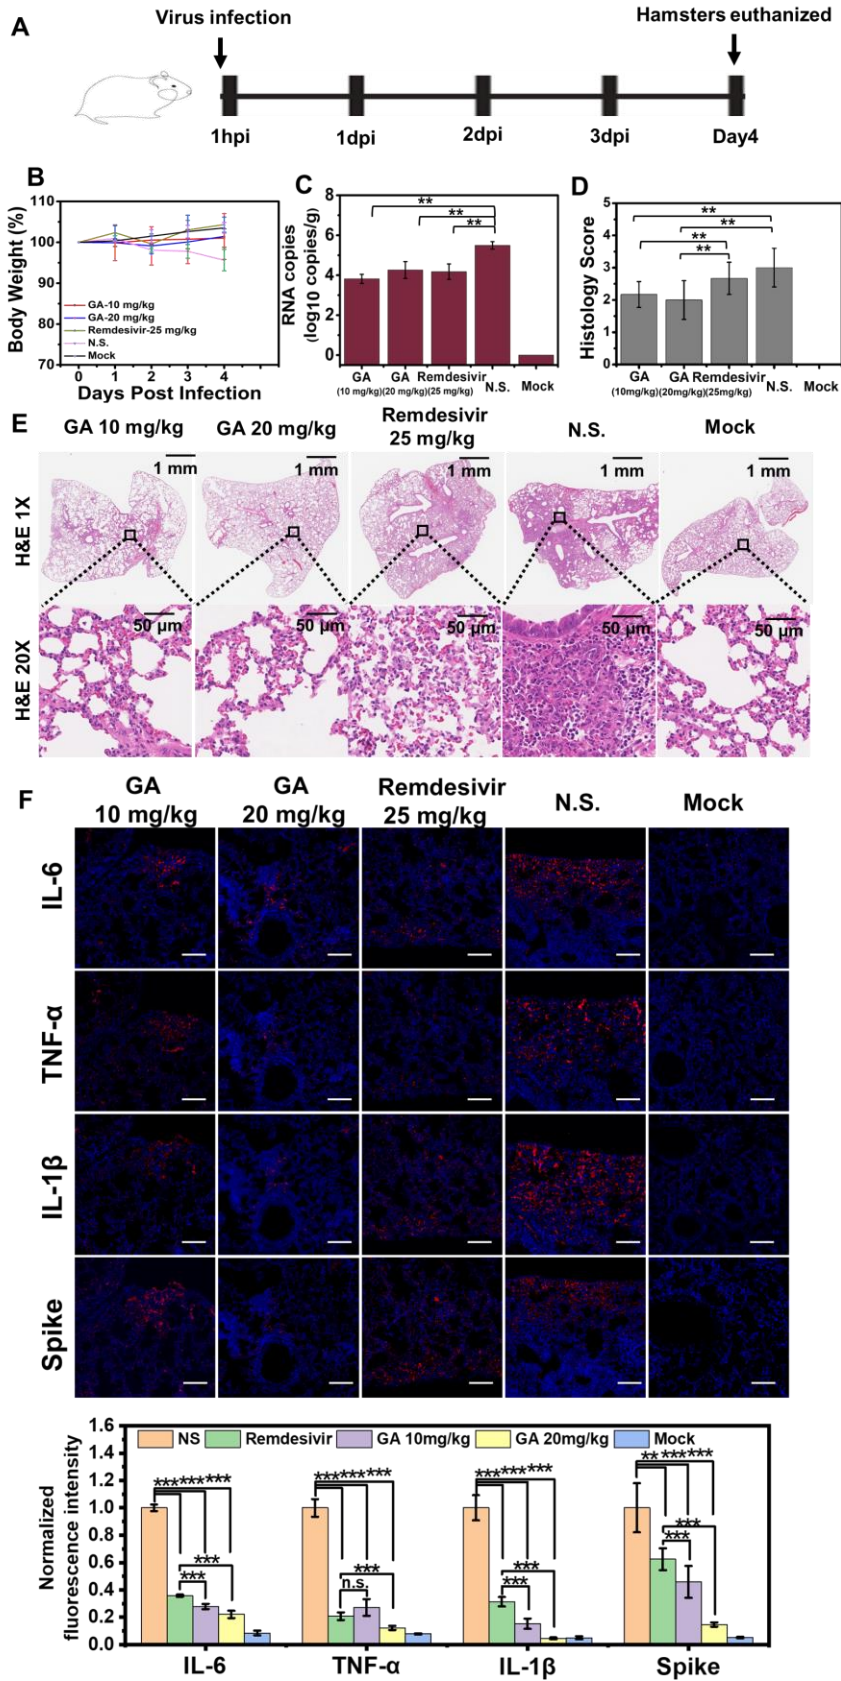 A
Virus infection
Hamsters euthanized
1hpi 1dpi 2dpi 3dpi Day4
B
Body Weight (%)
110
100
90
80
70
GA-10 mg/kg
GA-20 mg/kg
Remdesivir-25 mg/kg
N.S.
Mock
0 1 2 3 4
Days Post Infection
C
RNA copies
(log10 copies/g)
8
6
4
2
0
**
**
**
GA GA Remdesivir N.S. Mock
(10 mg/kg)(20 mg/kg)(25 mg/kg)
D
Histology Score
5
4
3
2
1
0
**
**
**
**
GA GA Remdesivir N.S. Mock
(10mg/kg)(20mg/kg)(25mg/kg)
E
GA 10 mg/kg GA 20 mg/kg Remdesivir
25 mg/kg N.S. Mock
H&E 1X
1 mm 1 mm 1 mm 1 mm 1 mm
H&E 20X
50 μm 50 μm 50 μm 50 μm 50 μm
F
GA
10 mg/kg
GA
20 mg/kg
Remdesivir
25 mg/kg
N.S.
Mock
IL-6
TNF-α
IL-1β
Spike
Normalized
fluorescence intensity
1.6
1.4
1.2
1.0
0.8
0.6
0.4
0.2
0.0
NS Remdesivir GA 10mg/kg GA 20mg/kg Mock
*** *** *** *** *** *** *** *** *** ** *** ***
*** *** *** ***
*** n.s. *** ***
IL-6 TNF-α IL-1β Spike